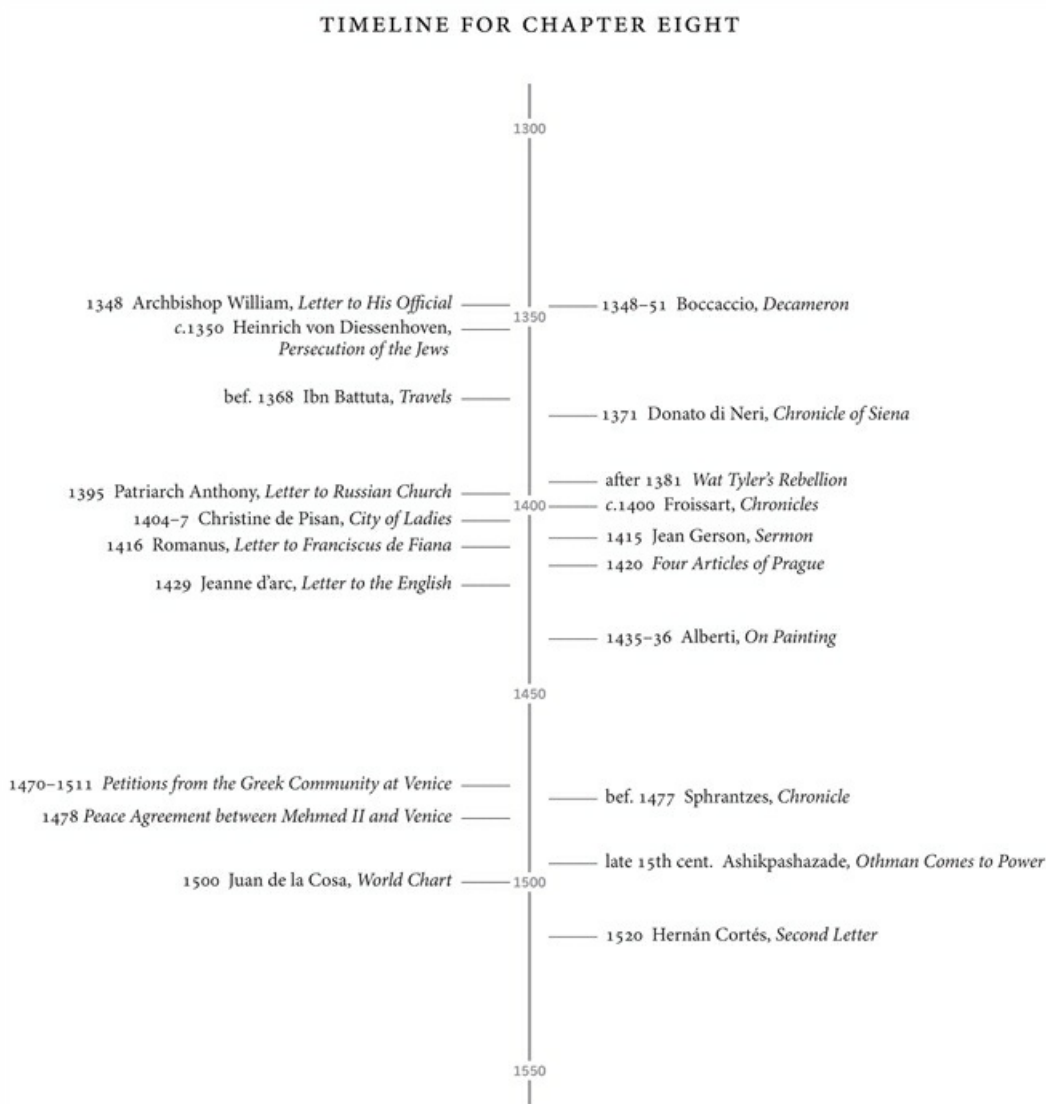 TIMELINE FOR CHAPTER EIGHT
1300
1348 Archbishop William, Letter to His Official
1348–51 Boccaccio, Decameron
1350
c.1350 Heinrich von Diessenhoven,
Persecution of the Jews
bef. 1368 Ibn Battuta, Travels
1371 Donato di Neri, Chronicle of Siena
after 1381 Wat Tyler's Rebellion
1395 Patriarch Anthony, Letter to Russian Church
1400
c.1400 Froissart, Chronicles
1404–7 Christine de Pisan, City of Ladies
1415 Jean Gerson, Sermon
1416 Romanus, Letter to Franciscus de Fiana
1420 Four Articles of Prague
1429 Jeanne d'arc, Letter to the English
1435–36 Alberti, On Painting
1450
1470–1511 Petitions from the Greek Community at Venice
bef. 1477 Sphrantzes, Chronicle
1478 Peace Agreement between Mehmed II and Venice
late 15th cent. Ashikpashazade, Othman Comes to Power
1500 Juan de la Cosa, World Chart
1500
1520 Hernán Cortés, Second Letter
1550